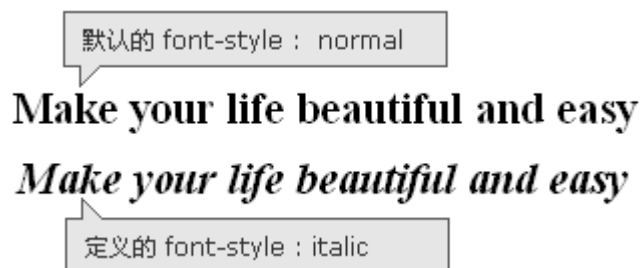 默认的 font-style： normal
Make your life beautiful and easy
Make your life beautiful and easy
定义的 font-style：italic